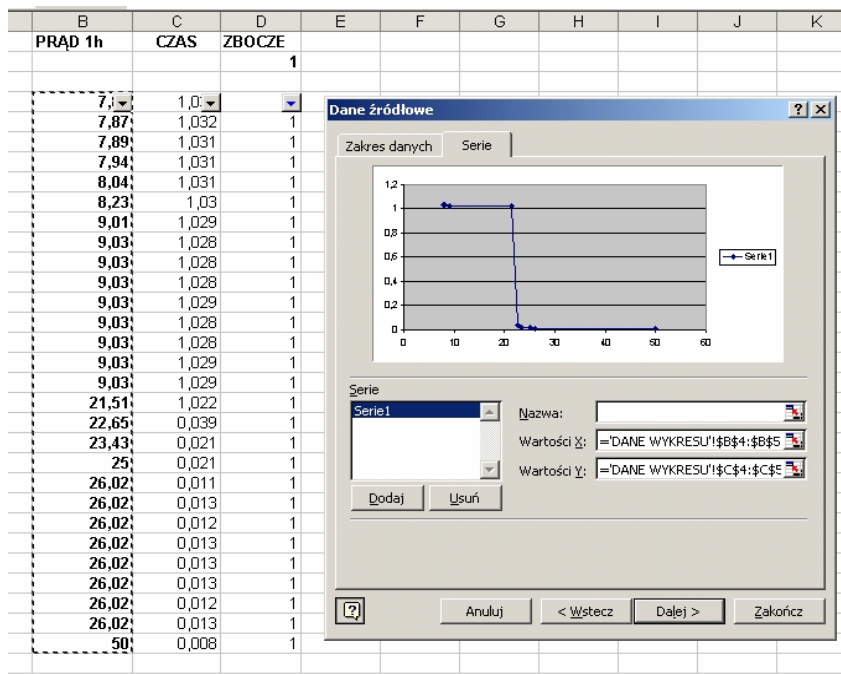 B C D E F G H I J K
PRĄD 1h CZAS ZBOCZE
1
7,87 1,032 1
7,89 1,031 1
7,94 1,031 1
8,04 1,031 1
8,23 1,03 1
9,01 1,029 1
9,03 1,028 1
9,03 1,028 1
9,03 1,028 1
9,03 1,029 1
9,03 1,028 1
9,03 1,028 1
9,03 1,029 1
9,03 1,029 1
21,51 1,022 1
22,65 0,039 1
23,43 0,021 1
25 0,021 1
26,02 0,011 1
26,02 0,013 1
26,02 0,012 1
26,02 0,013 1
26,02 0,013 1
26,02 0,013 1
26,02 0,012 1
26,02 0,013 1
50 0,008 1
Dane źródłowe
Zakres danych Serie
1,2
1
0,8
0,6
0,4
0,2
0
0 10 20 30 40 50 60
Serie1
Serie
Serie1
Nazwa:
Wartości X: ='DANE WYKRESU'!$B$4:$B$5
Wartości Y: ='DANE WYKRESU'!$C$4:$C$5
Dodaj Usuń
Anuluj < Wstecz Dalej > Zakończ